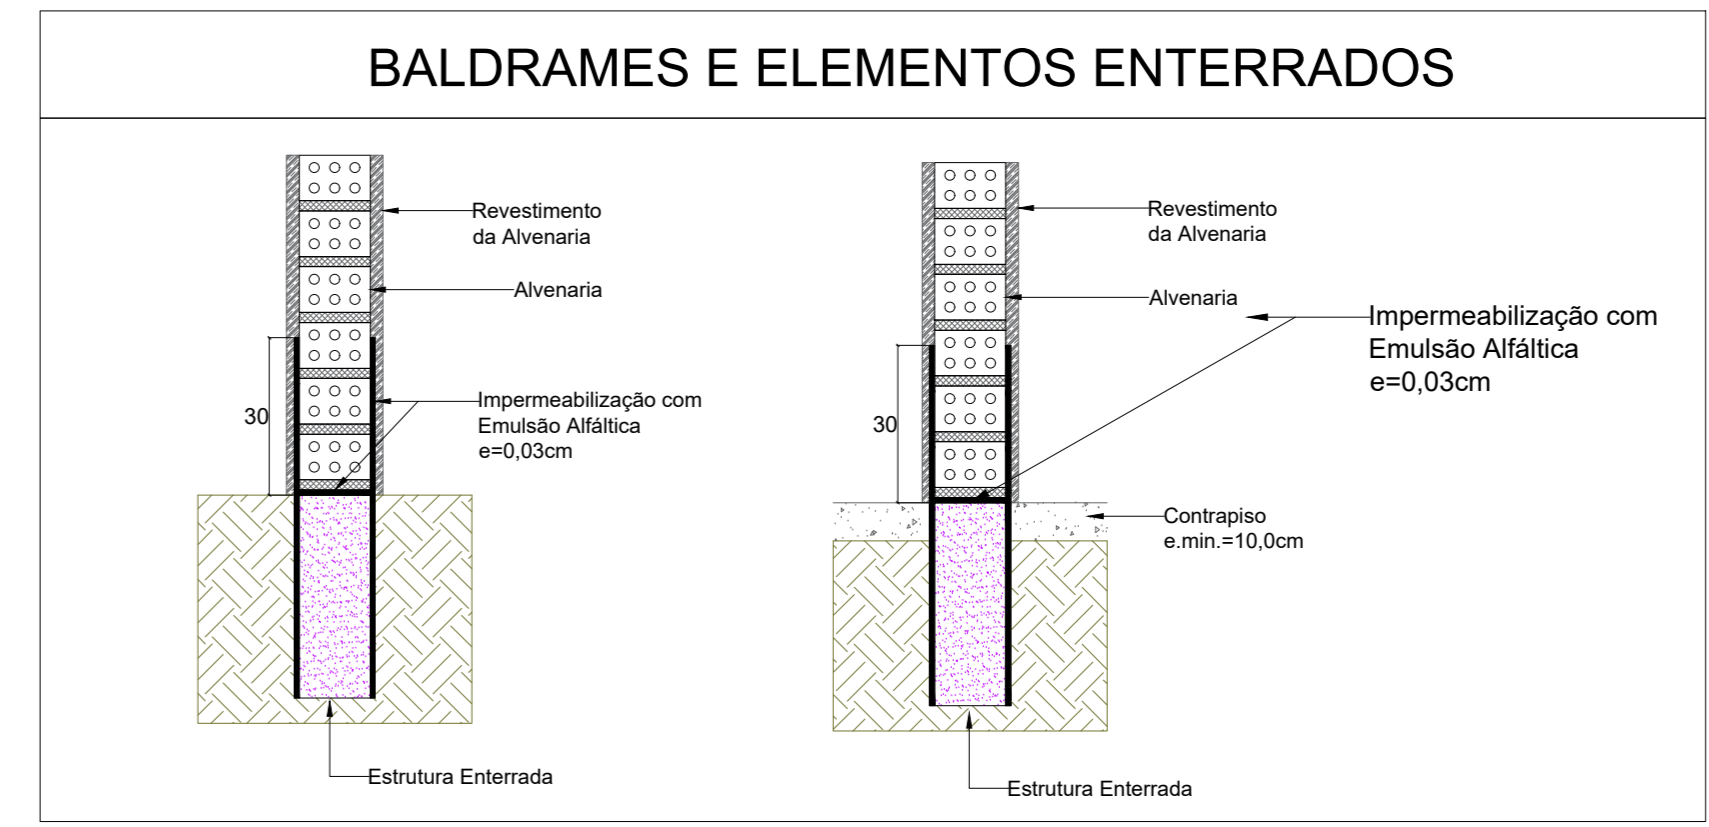 BALDRAMES E ELEMENTOS ENTERRADOS
Revestimento
da Alvenaria
Alvenaria
30
Impermeabilização com
Emulsão Alfáltica
e=0,03cm
Estrutura Enterrada
Revestimento
da Alvenaria
Alvenaria
Impermeabilização com
Emulsão Alfáltica
e=0,03cm
30
Contrapiso
e.min.=10,0cm
Estrutura Enterrada